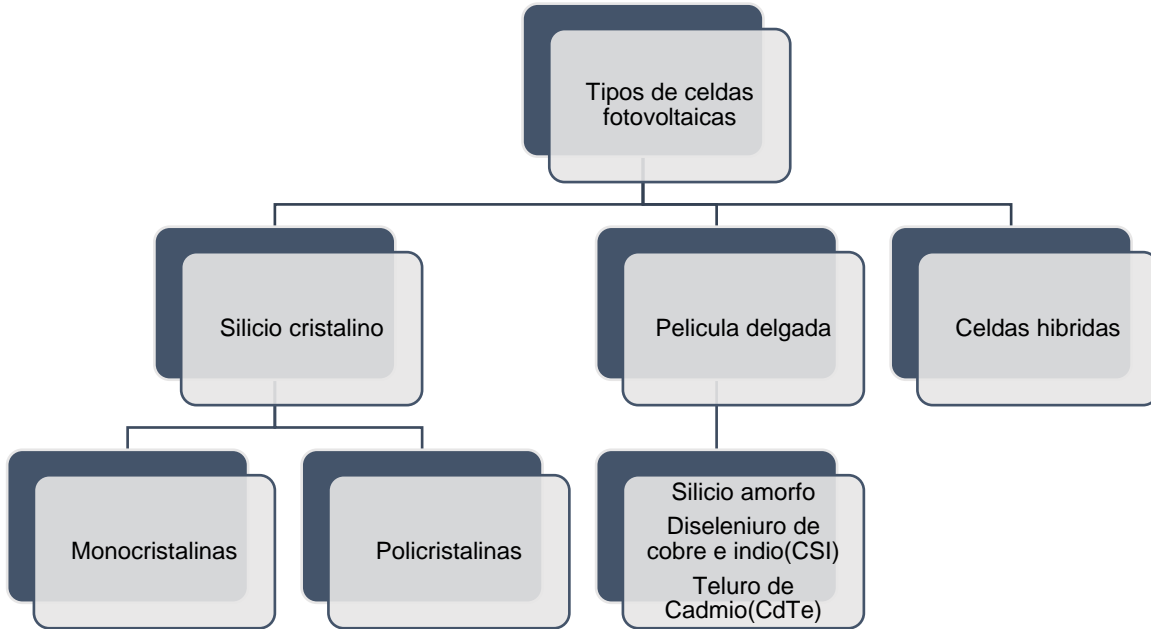 Tipos de celdas
fotovoltaicas
Silicio cristalino
Pelicula delgada
Celdas hibridas
Monocristalinas
Policristalinas
Silicio amorfo
Diseleniuro de
cobre e indio(CSI)
Teluro de
Cadmio(CdTe)